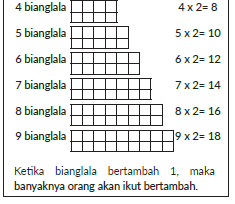 4 bianglala 4 x 2= 8
5 bianglala 5 x 2= 10
6 bianglala 6 x 2= 12
7 bianglala 7 x 2= 14
8 bianglala 8 x 2= 16
9 bianglala 9 x 2= 18
Ketika bianglala bertambah 1, maka
banyaknya orang akan ikut bertambah.